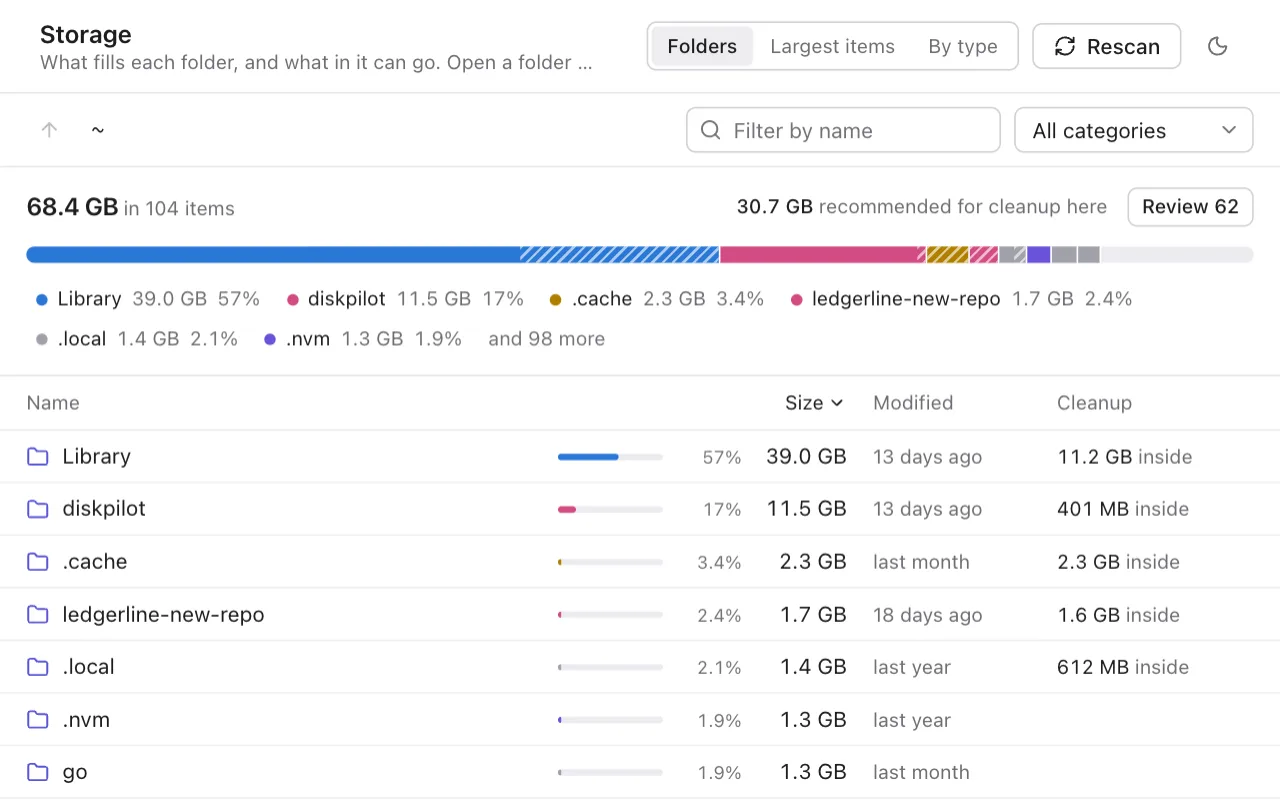 Storage
What fills each folder, and what in it can go. Open a folder ...
Folders Largest items By type
Rescan
~
Filter by name
All categories
68.4 GB in 104 items
30.7 GB recommended for cleanup here
Review 62
Library 39.0 GB 57% diskpilot 11.5 GB 17% .cache 2.3 GB 3.4% ledgerline-new-repo 1.7 GB 2.4%
.local 1.4 GB 2.1% .nvm 1.3 GB 1.9% and 98 more
Name Size Modified Cleanup
Library 57% 39.0 GB 13 days ago 11.2 GB inside
diskpilot 17% 11.5 GB 13 days ago 401 MB inside
.cache 3.4% 2.3 GB last month 2.3 GB inside
ledgerline-new-repo 2.4% 1.7 GB 18 days ago 1.6 GB inside
.local 2.1% 1.4 GB last year 612 MB inside
.nvm 1.9% 1.3 GB last year
go 1.9% 1.3 GB last month